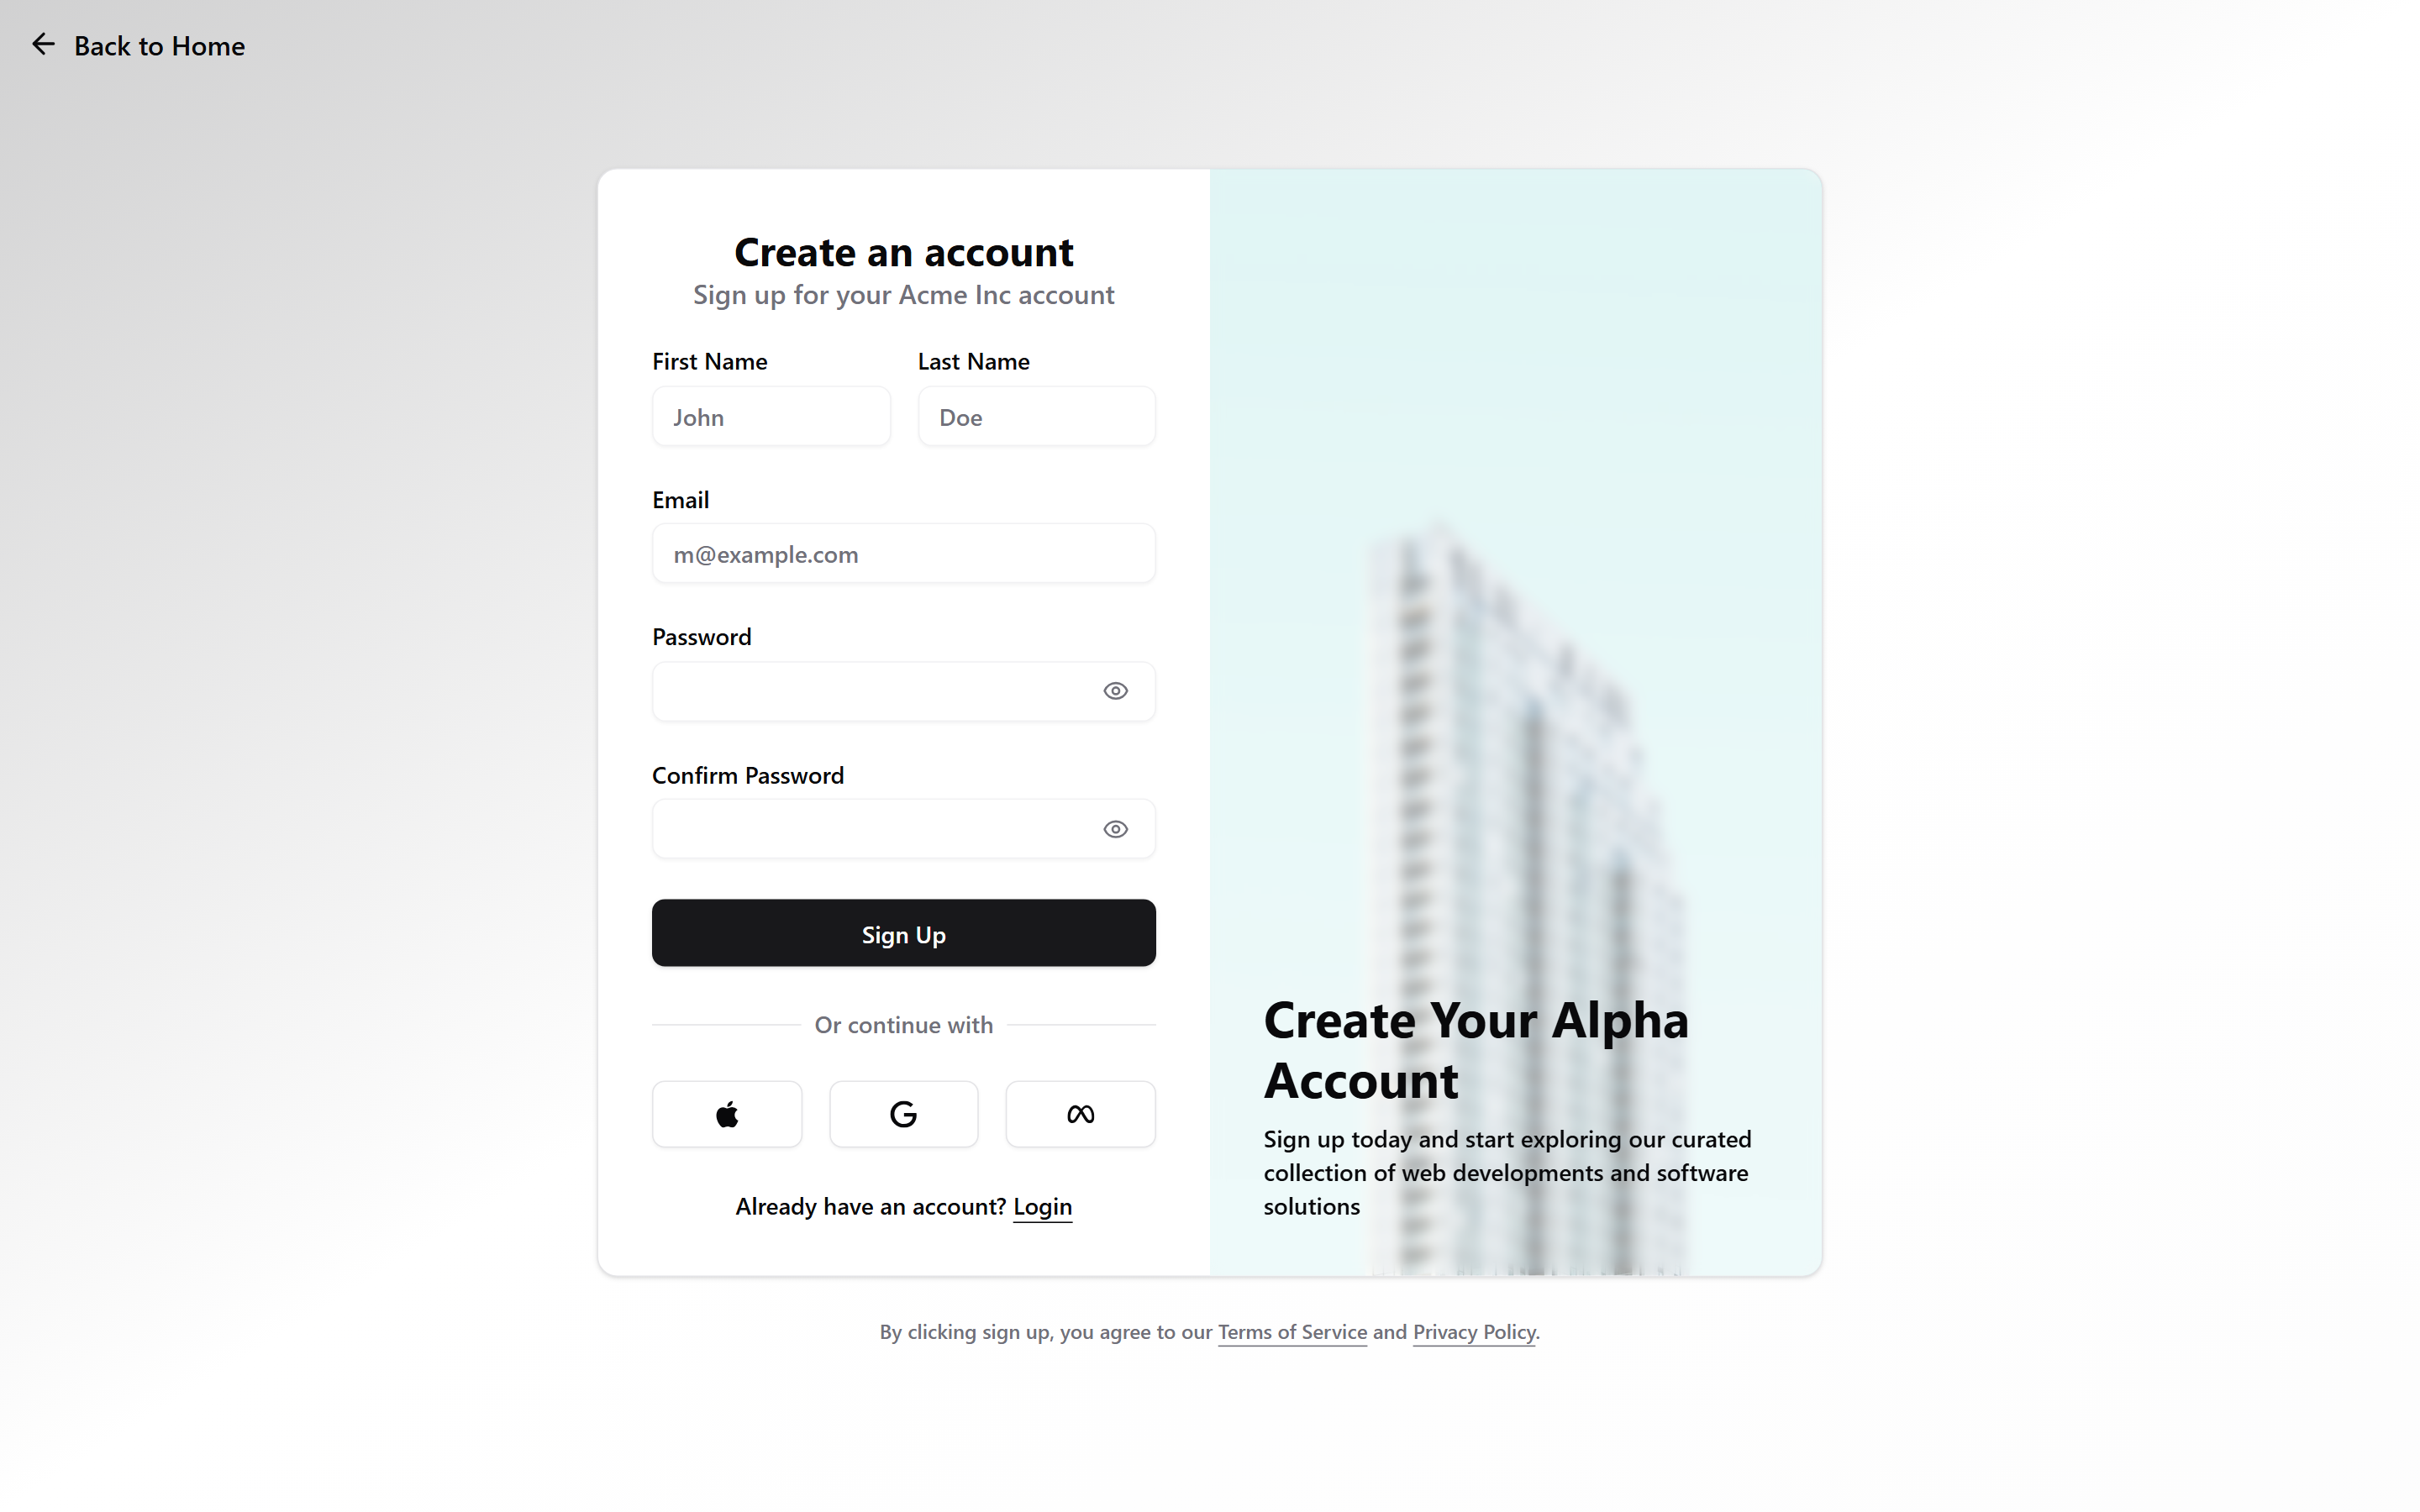 Back to Home
Create an account
Sign up for your Acme Inc account
First Name
Last Name
John
Doe
Email
m@example.com
Password
Confirm Password
Sign Up
Or continue with
Already have an account? Login
Create Your Alpha
Account
Sign up today and start exploring our curated
collection of web developments and software
solutions
By clicking sign up, you agree to our Terms of Service and Privacy Policy.